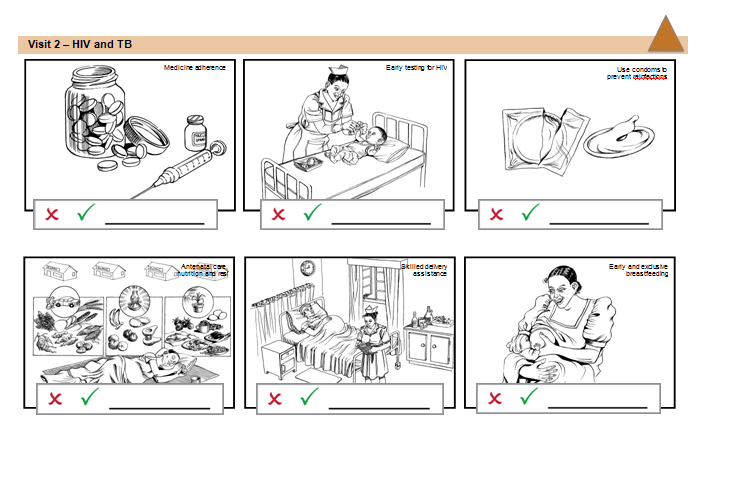 Visit 2 – HIV and TB
Medicine adherence
Early testing for HIV
Use condoms to
prevent
Antenatal care,
nutrition and rest
Skilled delivery
assistance
Early and exclusive
breastfeeding